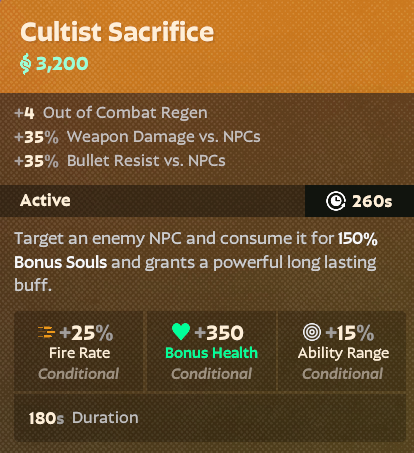 Cultist Sacrifice
3,200
+4 Out of Combat Regen
+35% Weapon Damage vs. NPCs
+35% Bullet Resist vs. NPCs
Active 260s
Target an enemy NPC and consume it for 150%
Bonus Souls and grants a powerful long lasting
buff.
+25% +350 +15%
Fire Rate Bonus Health Ability Range
Conditional Conditional Conditional
180s Duration